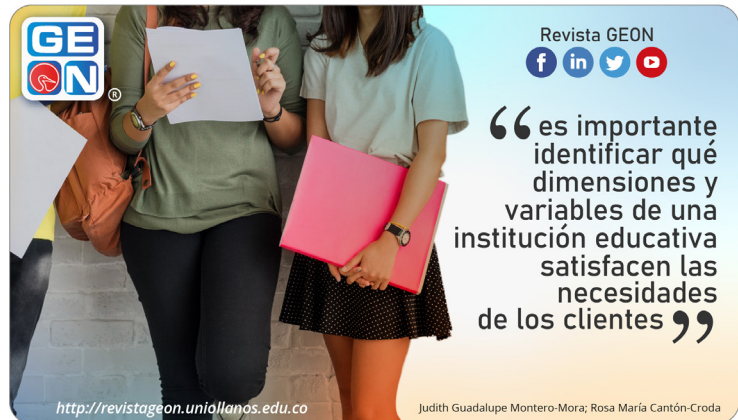 GE
ON
®
Revista GEON
“ es importante
identificar qué
dimensiones y
variables de una
institución educativa
satisfacen las
necesidades
de los clientes ”
http://revistageon.unillanos.edu.co
Judith Guadalupe Montero-Mora; Rosa María Cantón-Croda